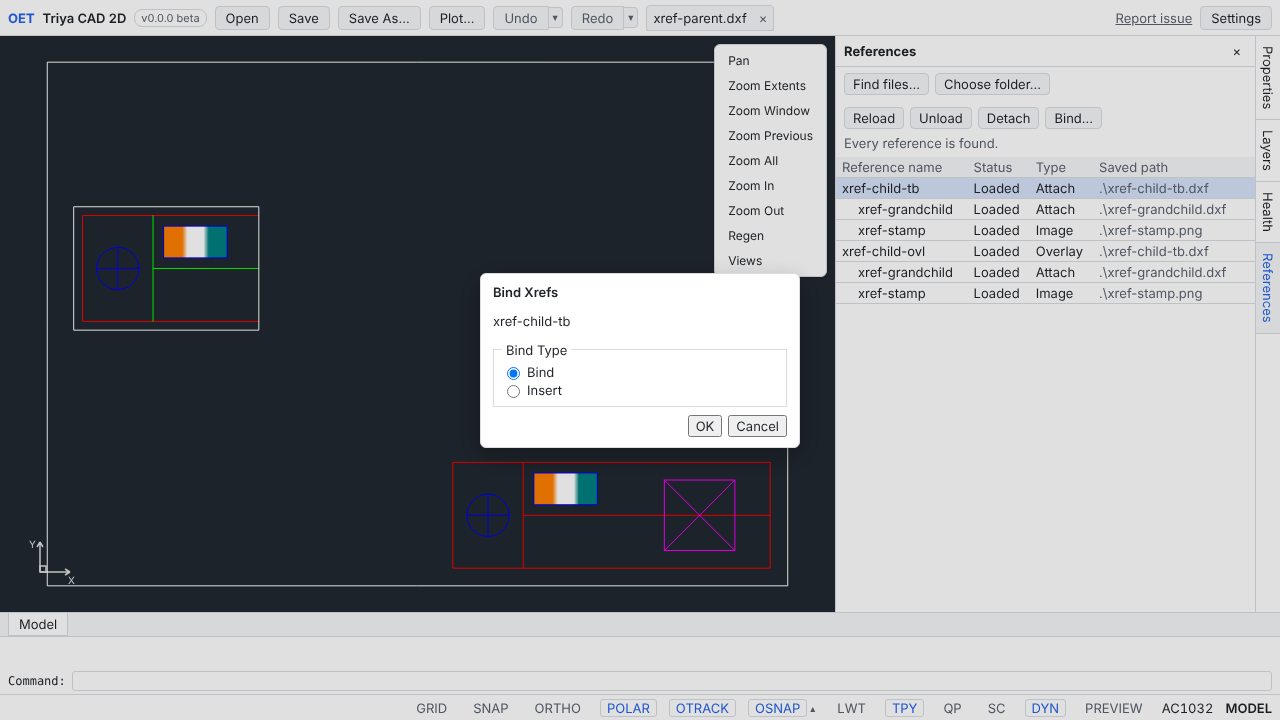 OET Triya CAD 2D v0.0.0 beta Open Save Save As... Plot... Undo ▾ Redo ▾ xref-parent.dxf × Report issue Settings
Pan
Zoom Extents
Zoom Window
Zoom Previous
Zoom All
Zoom In
Zoom Out
Regen
Views
References ×
Find files... Choose folder...
Reload Unload Detach Bind...
Every reference is found.
Reference name Status Type Saved path
xref-child-tb Loaded Attach .\xref-child-tb.dxf
xref-grandchild Loaded Attach .\xref-grandchild.dxf
xref-stamp Loaded Image .\xref-stamp.png
xref-child-ovl Loaded Overlay .\xref-child-tb.dxf
xref-grandchild Loaded Attach .\xref-grandchild.dxf
xref-stamp Loaded Image .\xref-stamp.png
Properties
Layers
Health
References
Bind Xrefs
xref-child-tb
Bind Type
Bind
Insert
OK Cancel
Y
X
Model
Command:
GRID SNAP ORTHO POLAR OTRACK OSNAP ▴ LWT TPY QP SC DYN PREVIEW AC1032 MODEL